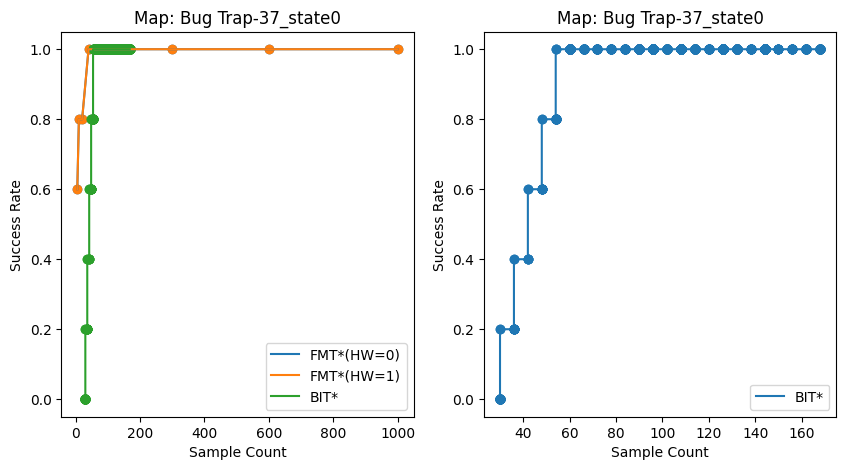 Map: Bug Trap-37_state0
Success Rate
1.0
0.8
0.6
0.4
0.2
0.0
FMT*(HW=0)
FMT*(HW=1)
BIT*
0 200 400 600 800 1000
Sample Count
Map: Bug Trap-37_state0
Success Rate
1.0
0.8
0.6
0.4
0.2
0.0
BIT*
40 60 80 100 120 140 160
Sample Count